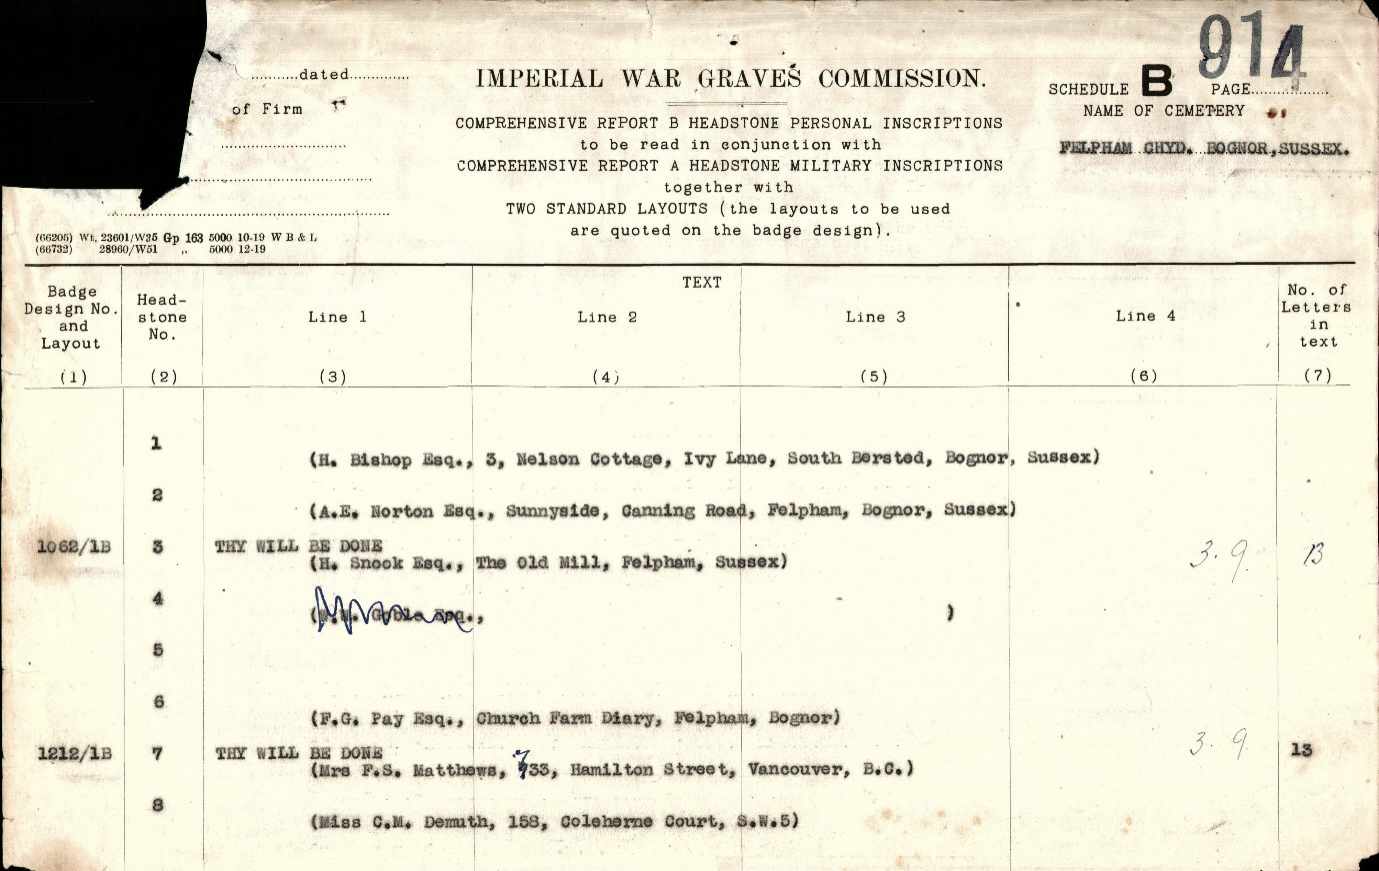 914
..........dated.............
IMPERIAL WAR GRAVES COMMISSION.
SCHEDULE B PAGE
of Firm
NAME OF CEMETERY
COMPREHENSIVE REPORT B HEADSTONE PERSONAL INSCRIPTIONS
to be read in conjunction with
FELPHAM CHYD. BOGNOR, SUSSEX.
COMPREHENSIVE REPORT A HEADSTONE MILITARY INSCRIPTIONS
together with
TWO STANDARD LAYOUTS (the layouts to be used
are quoted on the badge design).
(66205) Wt. 23601/W35 Gp 163 5000 10-19 W B & L
(66732) 28960/W51 ,, 5000 12-19
TEXT
Badge Design No. and Layout
Head-stone No.
Line 1
Line 2
Line 3
Line 4
No. of Letters in text
(1) (2) (3) (4) (5) (6) (7)
1
(H. Bishop Esq., 3, Nelson Cottage, Ivy Lane, South Bersted, Bognor, Sussex)
2
(A.E. Norton Esq., Sunnyside, Canning Road, Felpham, Bognor, Sussex)
1062/1B 3 THY WILL BE DONE 3.9. 13
(H. Snook Esq., The Old Mill, Felpham, Sussex)
4
Goble Esq., )
5
6
(F.G. Pay Esq., Church Farm Diary, Felpham, Bognor)
1212/1B 7 THY WILL BE DONE 3.9. 13
(Mrs F.S. Matthews, 733, Hamilton Street, Vancouver, B.C.)
8
(Miss C.M. Demuth, 158, Coleherne Court, S.W.5)